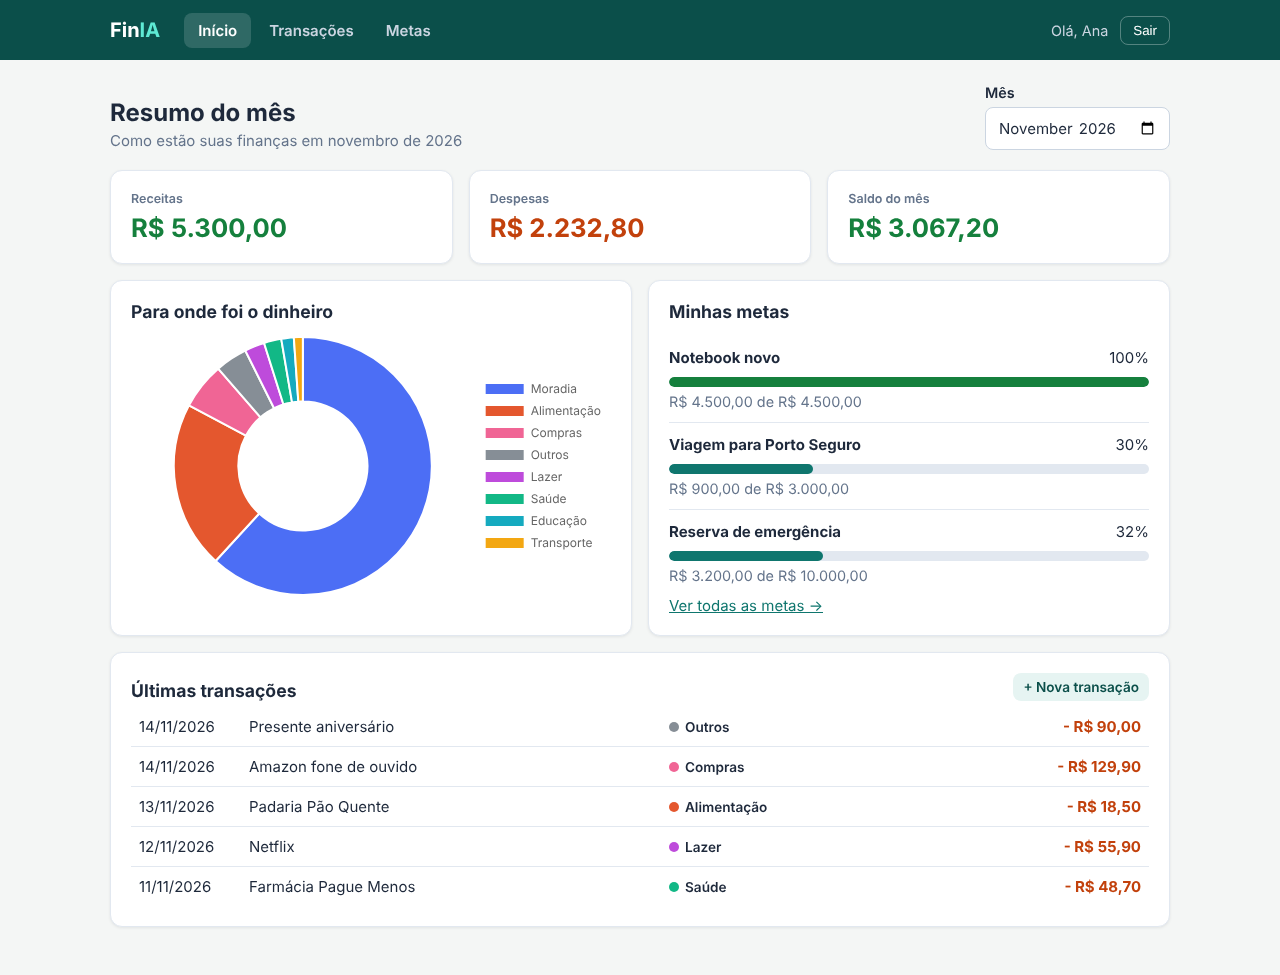 FinIA
Início
Transações
Metas
Olá, Ana
Sair
Resumo do mês
Como estão suas finanças em novembro de 2026
Mês
November 2026
Receitas
R$ 5.300,00
Despesas
R$ 2.232,80
Saldo do mês
R$ 3.067,20
Para onde foi o dinheiro
Moradia
Alimentação
Compras
Outros
Lazer
Saúde
Educação
Transporte
Minhas metas
Notebook novo 100%
R$ 4.500,00 de R$ 4.500,00
Viagem para Porto Seguro 30%
R$ 900,00 de R$ 3.000,00
Reserva de emergência 32%
R$ 3.200,00 de R$ 10.000,00
Ver todas as metas →
Últimas transações
+ Nova transação
14/11/2026 Presente aniversário Outros - R$ 90,00
14/11/2026 Amazon fone de ouvido Compras - R$ 129,90
13/11/2026 Padaria Pão Quente Alimentação - R$ 18,50
12/11/2026 Netflix Lazer - R$ 55,90
11/11/2026 Farmácia Pague Menos Saúde - R$ 48,70